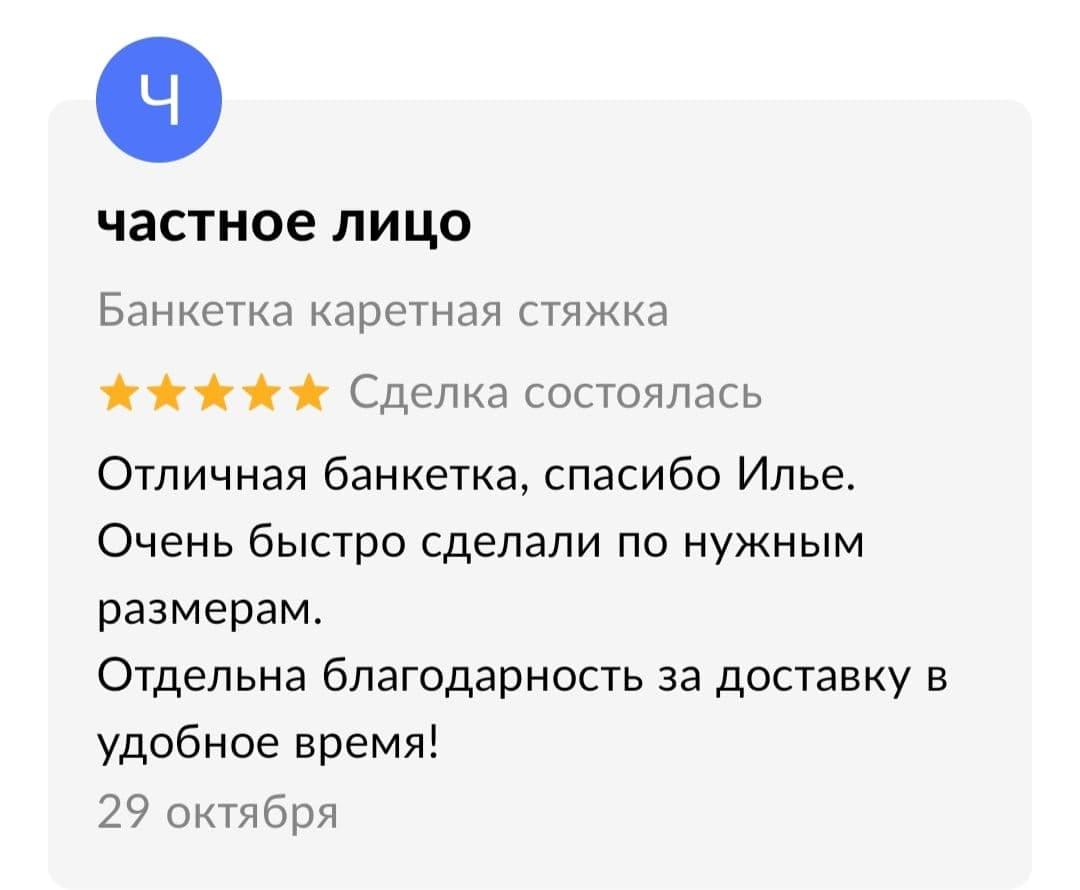 Ч
частное лицо
Банкетка каретная стяжка
Сделка состоялась
Отличная банкетка, спасибо Илье.
Очень быстро сделали по нужным
размерам.
Отдельна благодарность за доставку в
удобное время!
29 октября